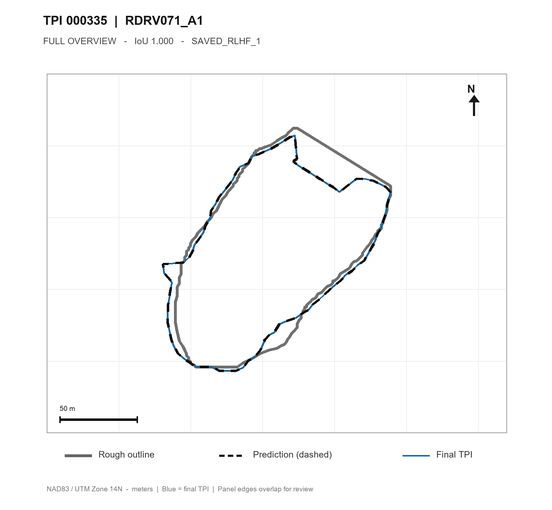 TPI 000335 | RDRV071_A1
FULL OVERVIEW - IoU 1.000 - SAVED_RLHF_1
N
50 m
Rough outline
Prediction (dashed)
Final TPI
NAD83 / UTM Zone 14N - meters | Blue = final TPI | Panel edges overlap for review